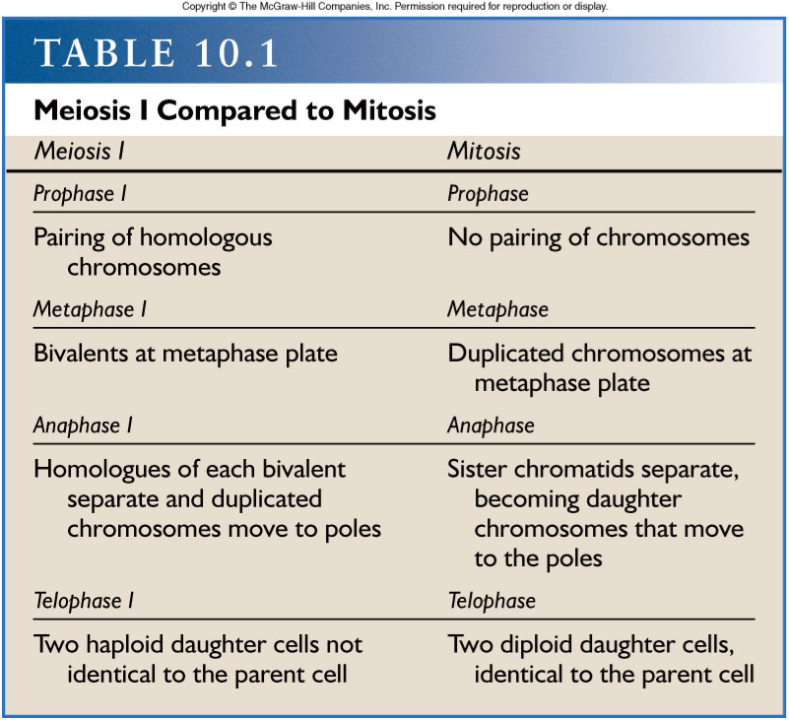 Copyright © The McGraw-Hill Companies, Inc. Permission required for reproduction or display.
TABLE 10.1
Meiosis I Compared to Mitosis
Meiosis I Mitosis
Prophase I Prophase
Pairing of homologous No pairing of chromosomes
chromosomes
Metaphase I Metaphase
Bivalents at metaphase plate Duplicated chromosomes at
metaphase plate
Anaphase I Anaphase
Homologues of each bivalent Sister chromatids separate,
separate and duplicated becoming daughter
chromosomes move to poles chromosomes that move
to the poles
Telophase I Telophase
Two haploid daughter cells not Two diploid daughter cells,
identical to the parent cell identical to the parent cell